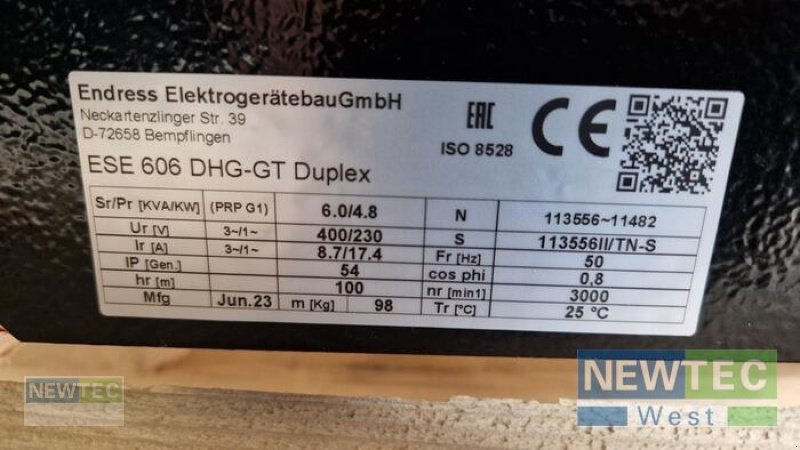 Endress ElektrogerätebauGmbH
Neckartenzlinger Str. 39
D-72658 Bempflingen
EAC
CE
ISO 8528
ESE 606 DHG-GT Duplex
Sr/Pr [KVA/KW] (PRP G1) 6.0/4.8 N 113556~11482
Ur [V] 3~/1~ 400/230 S 113556II/TN-S
Ir [A] 3~/1~ 8.7/17.4 Fr [Hz] 50
IP [Gen.] 54 cos phi 0,8
hr [m] 100 nr [min1] 3000
Mfg Jun.23 m [Kg] 98 Tr [°C] 25 °C
NEWTEC
West
NEWTEC
West